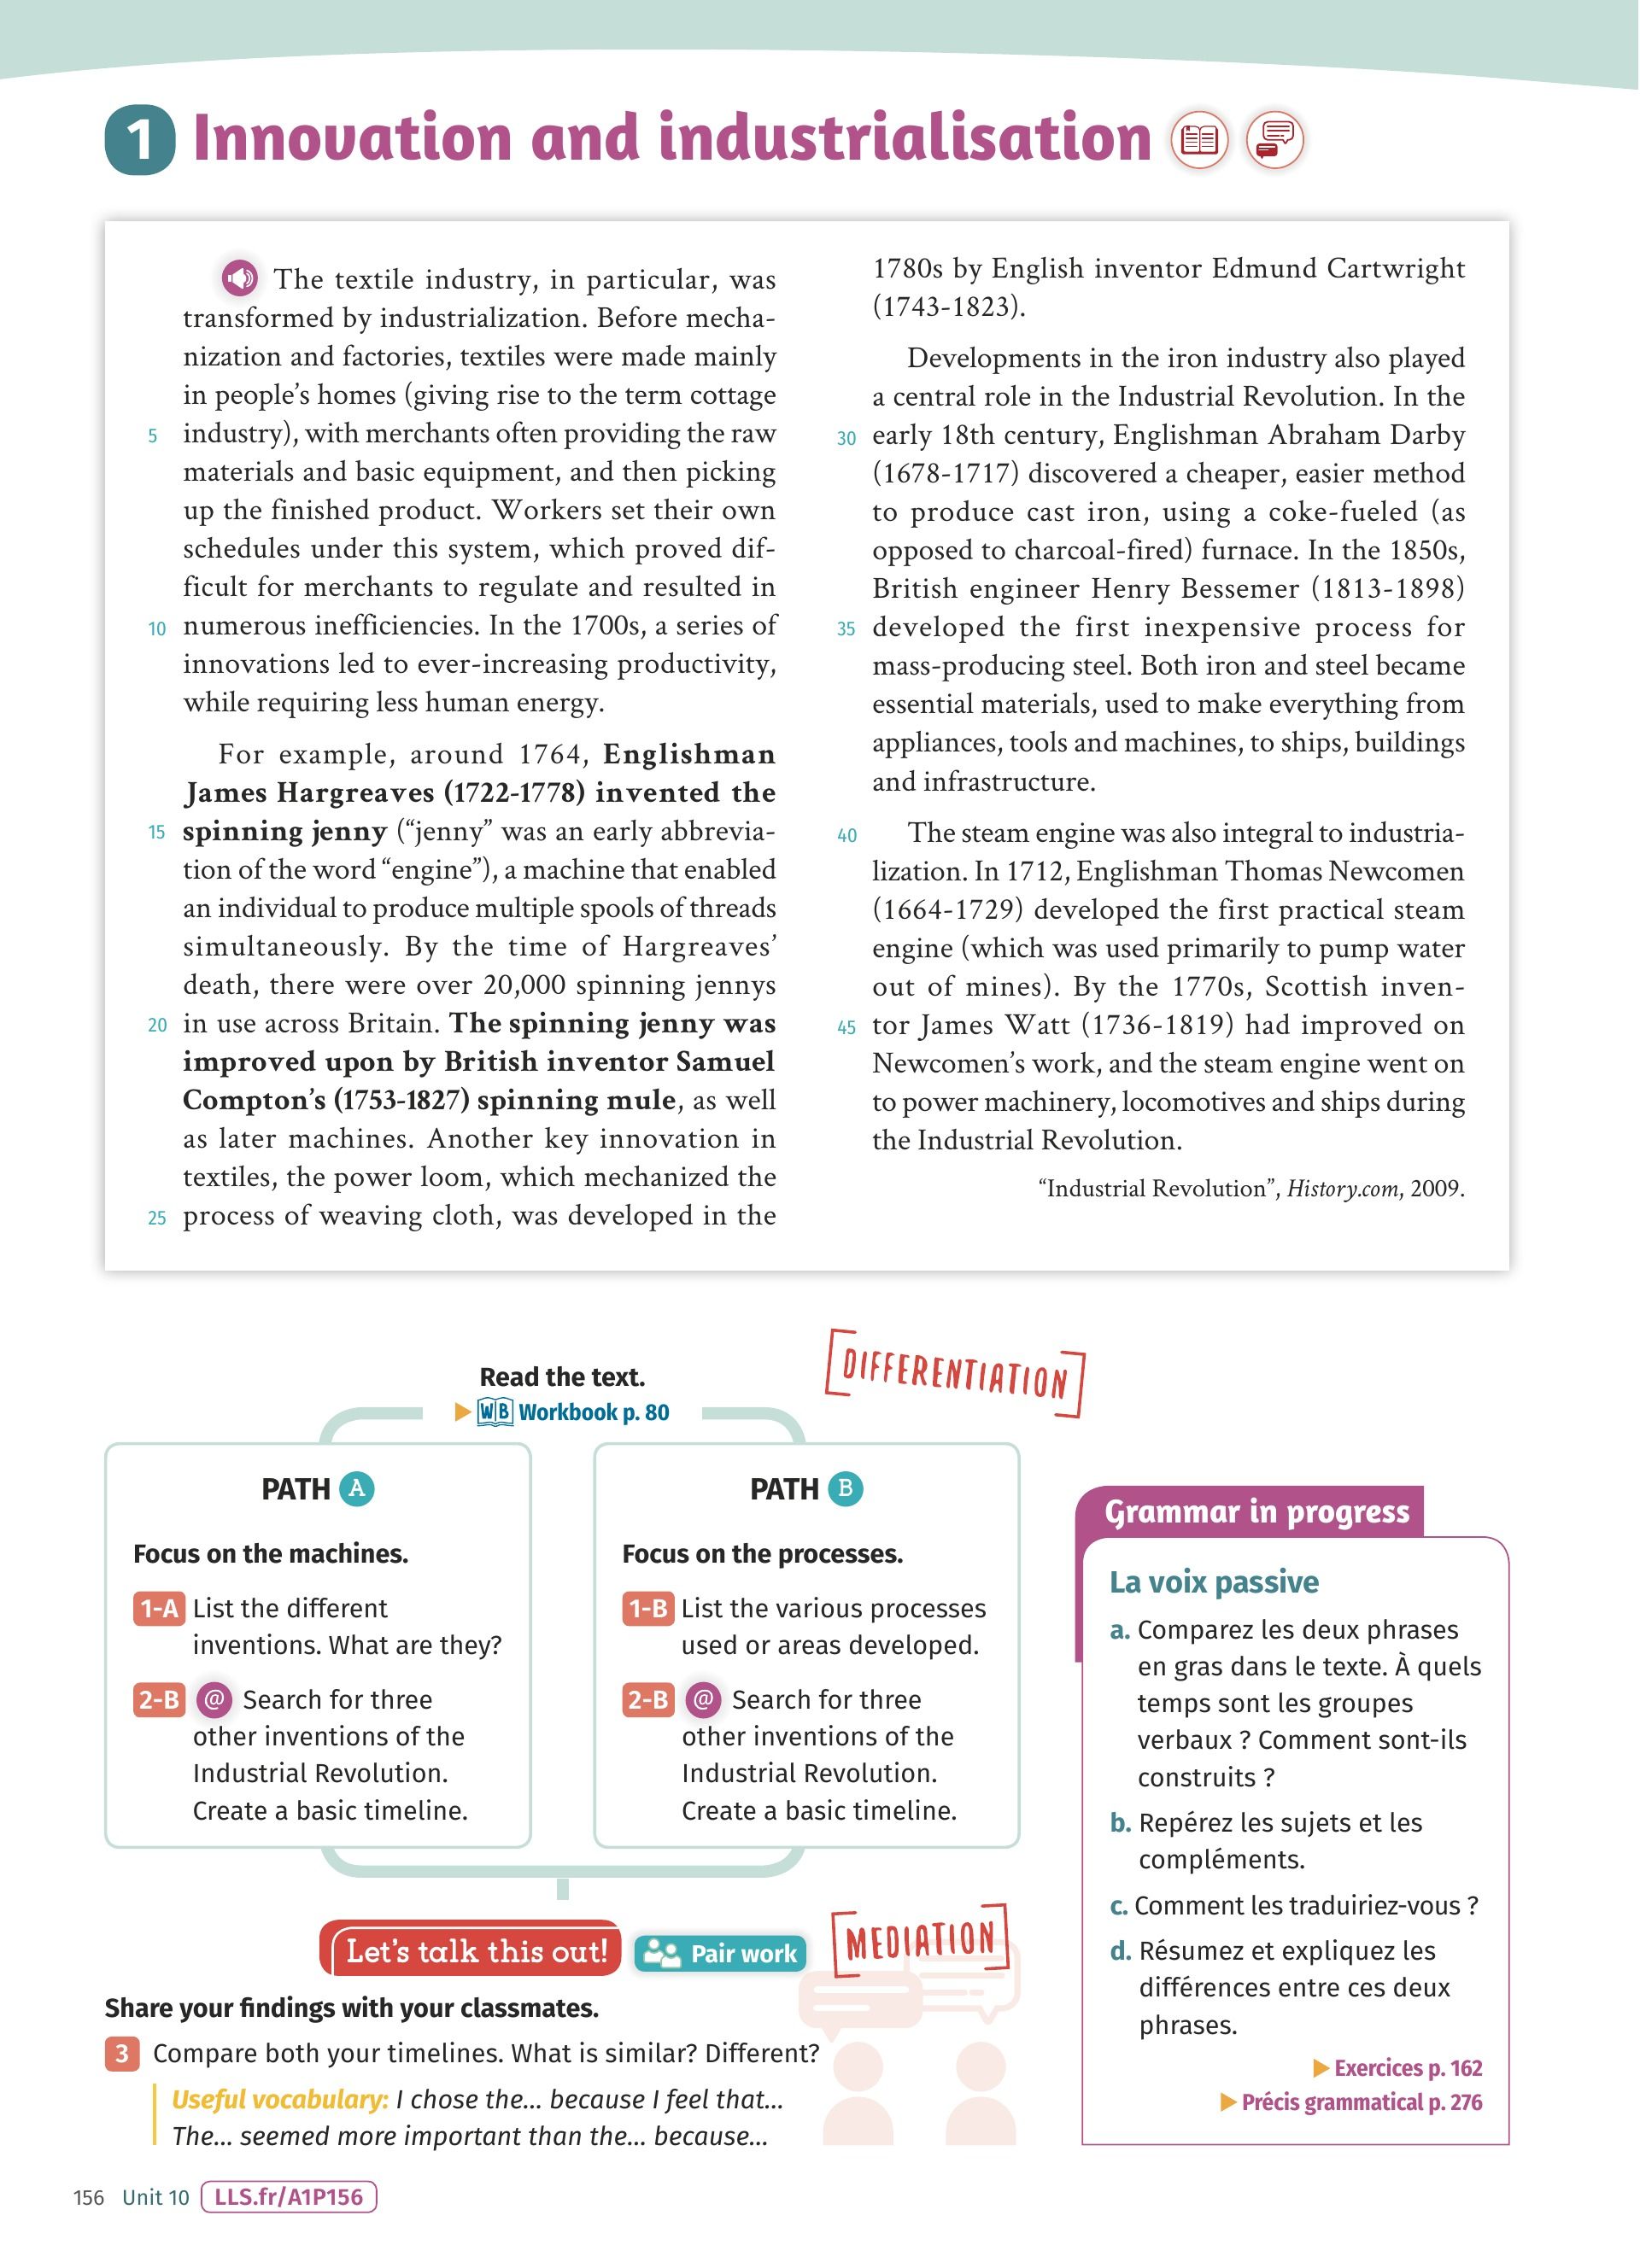 1 Innovation and industrialisation
The textile industry, in particular, was
transformed by industrialization. Before mecha-
nization and factories, textiles were made mainly
in people's homes (giving rise to the term cottage
5 industry), with merchants often providing the raw
materials and basic equipment, and then picking
up the finished product. Workers set their own
schedules under this system, which proved dif-
ficult for merchants to regulate and resulted in
10 numerous inefficiencies. In the 1700s, a series of
innovations led to ever-increasing productivity,
while requiring less human energy.
For example, around 1764, Englishman
James Hargreaves (1722-1778) invented the
15 spinning jenny (“jenny” was an early abbrevia-
tion of the word “engine”), a machine that enabled
an individual to produce multiple spools of threads
simultaneously. By the time of Hargreaves’
death, there were over 20,000 spinning jennys
20 in use across Britain. The spinning jenny was
improved upon by British inventor Samuel
Compton’s (1753-1827) spinning mule, as well
as later machines. Another key innovation in
textiles, the power loom, which mechanized the
25 process of weaving cloth, was developed in the
1780s by English inventor Edmund Cartwright
(1743-1823).
Developments in the iron industry also played
a central role in the Industrial Revolution. In the
30 early 18th century, Englishman Abraham Darby
(1678-1717) discovered a cheaper, easier method
to produce cast iron, using a coke-fueled (as
opposed to charcoal-fired) furnace. In the 1850s,
British engineer Henry Bessemer (1813-1898)
35 developed the first inexpensive process for
mass-producing steel. Both iron and steel became
essential materials, used to make everything from
appliances, tools and machines, to ships, buildings
and infrastructure.
40 The steam engine was also integral to industria-
lization. In 1712, Englishman Thomas Newcomen
(1664-1729) developed the first practical steam
engine (which was used primarily to pump water
out of mines). By the 1770s, Scottish inven-
45 tor James Watt (1736-1819) had improved on
Newcomen’s work, and the steam engine went on
to power machinery, locomotives and ships during
the Industrial Revolution.
“Industrial Revolution”, History.com, 2009.
DIFFERENTIATION
Read the text.
WB Workbook p. 80
PATH A
Focus on the machines.
1-A List the different
inventions. What are they?
2-B @ Search for three
other inventions of the
Industrial Revolution.
Create a basic timeline.
PATH B
Focus on the processes.
1-B List the various processes
used or areas developed.
2-B @ Search for three
other inventions of the
Industrial Revolution.
Create a basic timeline.
Let’s talk this out! Pair work
MEDIATION
Share your findings with your classmates.
3 Compare both your timelines. What is similar? Different?
Useful vocabulary: I chose the... because I feel that...
The... seemed more important than the... because...
Grammar in progress
La voix passive
a. Comparez les deux phrases
en gras dans le texte. À quels
temps sont les groupes
verbaux ? Comment sont-ils
construits ?
b. Repérez les sujets et les
compléments.
c. Comment les traduiriez-vous ?
d. Résumez et expliquez les
différences entre ces deux
phrases.
Exercices p. 162
Précis grammatical p. 276
156 Unit 10 LLS.fr/A1P156